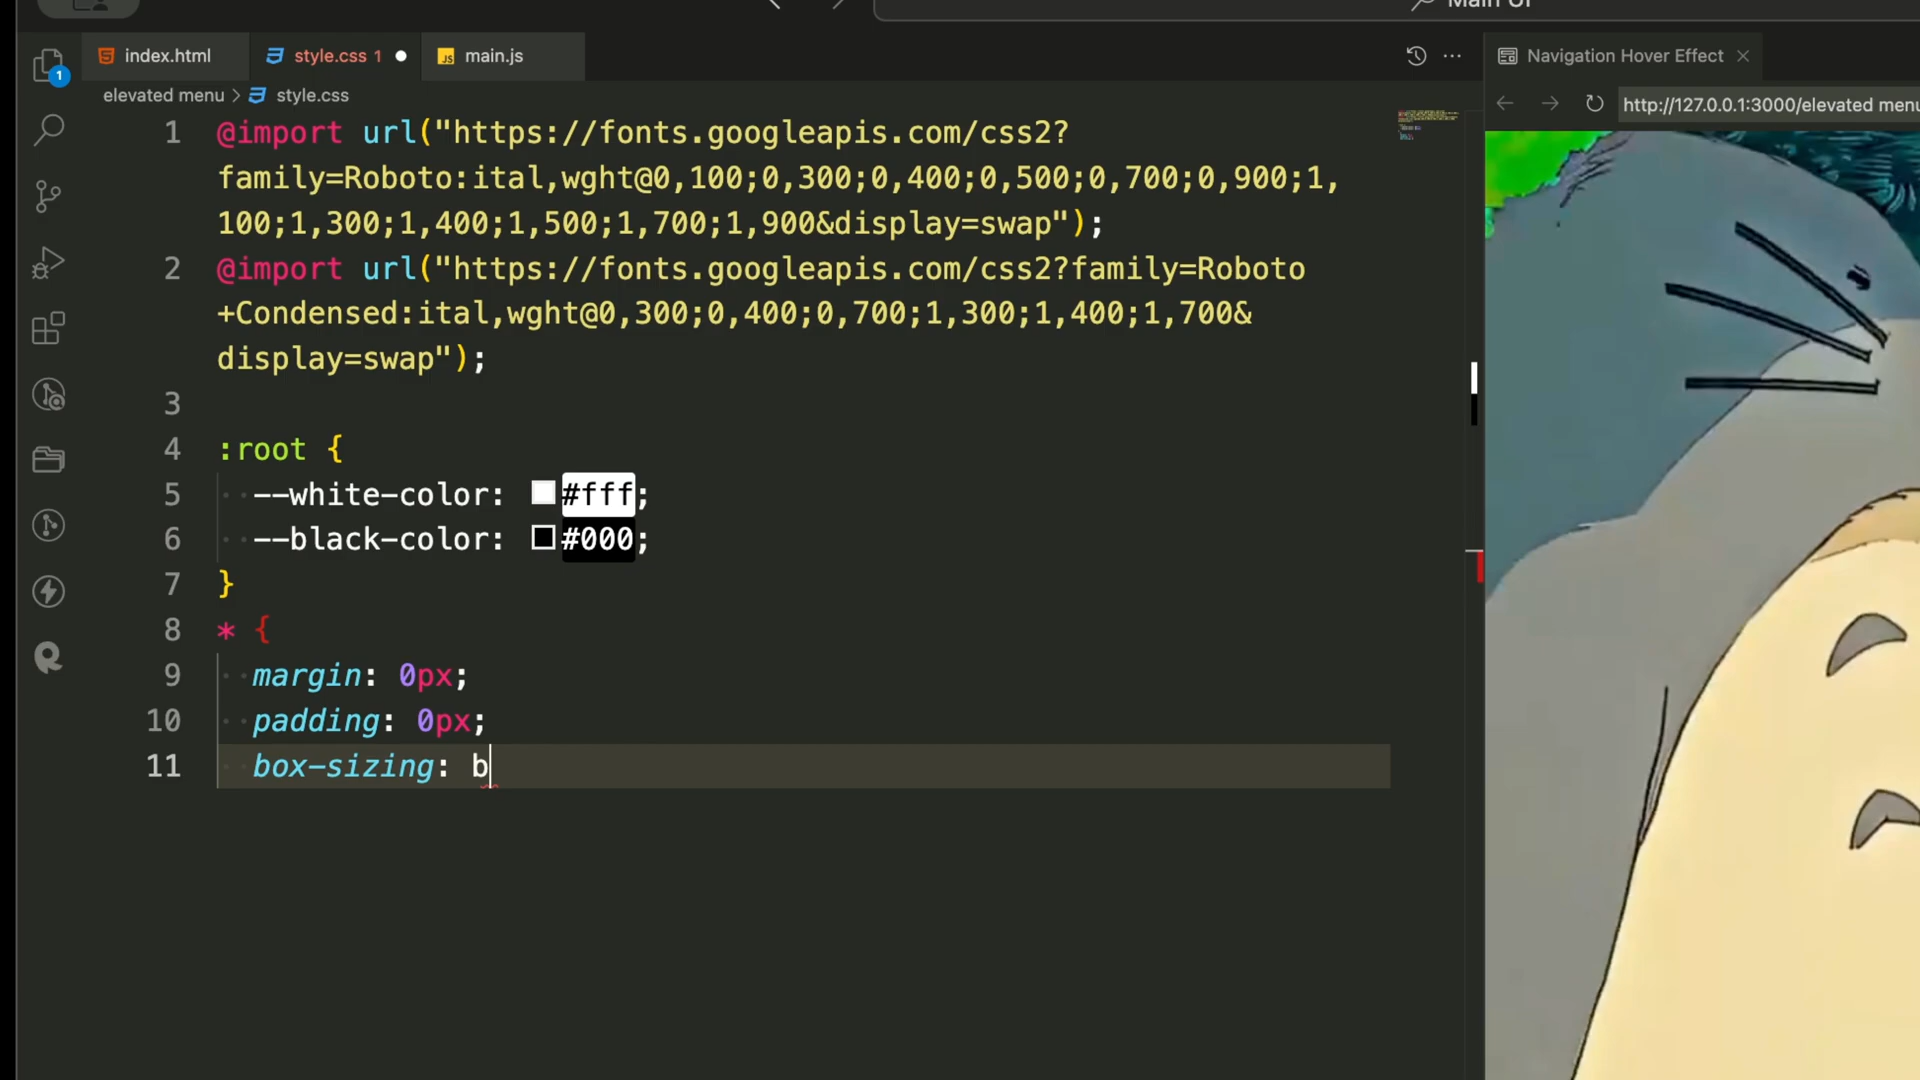 index.html
style.css 1
main.js
Navigation Hover Effect
elevated menu > style.css
http://127.0.0.1:3000/elevated menu
1
1 @import url("https://fonts.googleapis.com/css2?
family=Roboto:ital,wght@0,100;0,300;0,400;0,500;0,700;0,900;1,
100;1,300;1,400;1,500;1,700;1,900&display=swap");
2 @import url("https://fonts.googleapis.com/css2?family=Roboto
+Condensed:ital,wght@0,300;0,400;0,700;1,300;1,400;1,700&
display=swap");
3
4 :root {
5 --white-color: #fff;
6 --black-color: #000;
7 }
8 * {
9 margin: 0px;
10 padding: 0px;
11 box-sizing: b